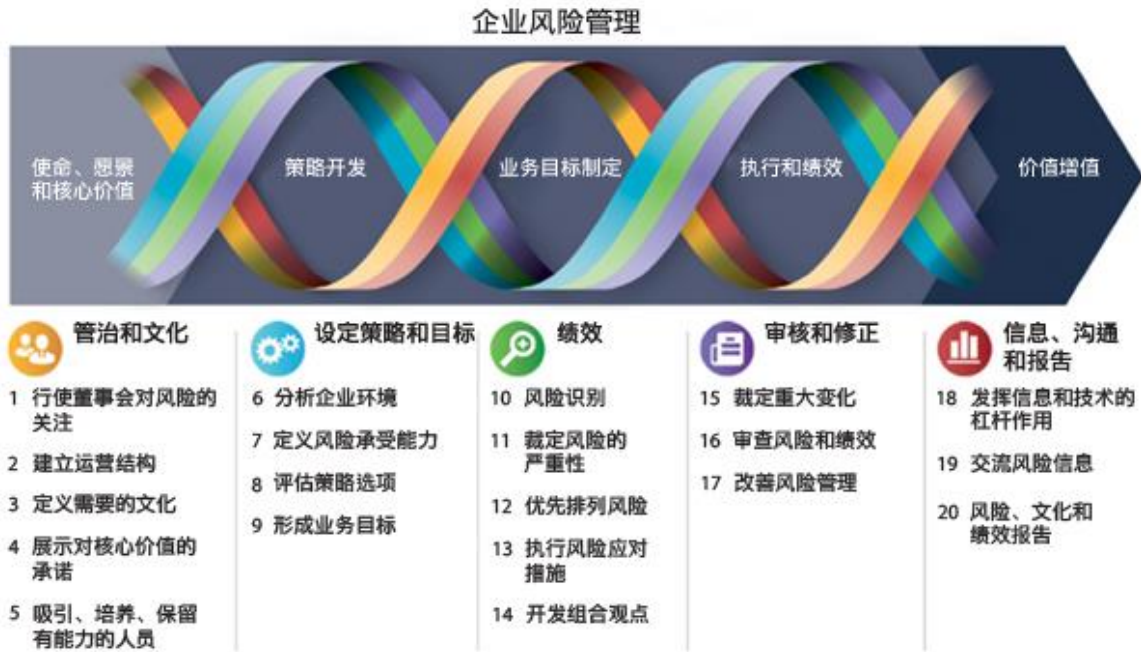 企业风险管理
使命、愿景
和核心价值
策略开发
业务目标制定
执行和绩效
价值增值
管治和文化
1 行使董事会对风险的
关注
2 建立运营结构
3 定义需要的文化
4 展示对核心价值的
承诺
5 吸引、培养、保留
有能力的人员
设定策略和目标
6 分析企业环境
7 定义风险承受能力
8 评估策略选项
9 形成业务目标
绩效
10 风险识别
11 裁定风险的
严重性
12 优先排列风险
13 执行风险应对
措施
14 开发组合观点
审核和修正
15 裁定重大变化
16 审查风险和绩效
17 改善风险管理
信息、沟通
和报告
18 发挥信息和技术的
杠杆作用
19 交流风险信息
20 风险、文化和
绩效报告